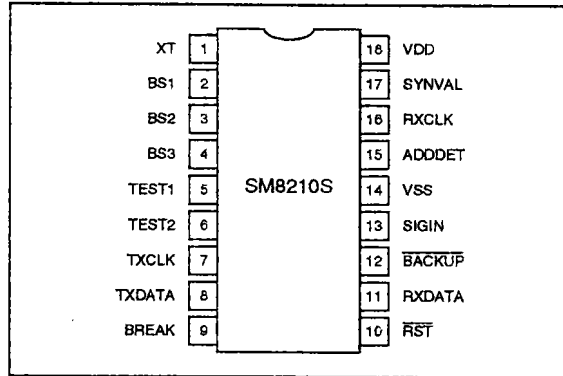 XT 1 18 VDD
BS1 2 17 SYNVAL
BS2 3 16 RXCLK
BS3 4 15 ADDDET
TEST1 5 SM8210S 14 VSS
TEST2 6 13 SIGIN
TXCLK 7 12 BACKUP
TXDATA 8 11 RXDATA
BREAK 9 10 RST